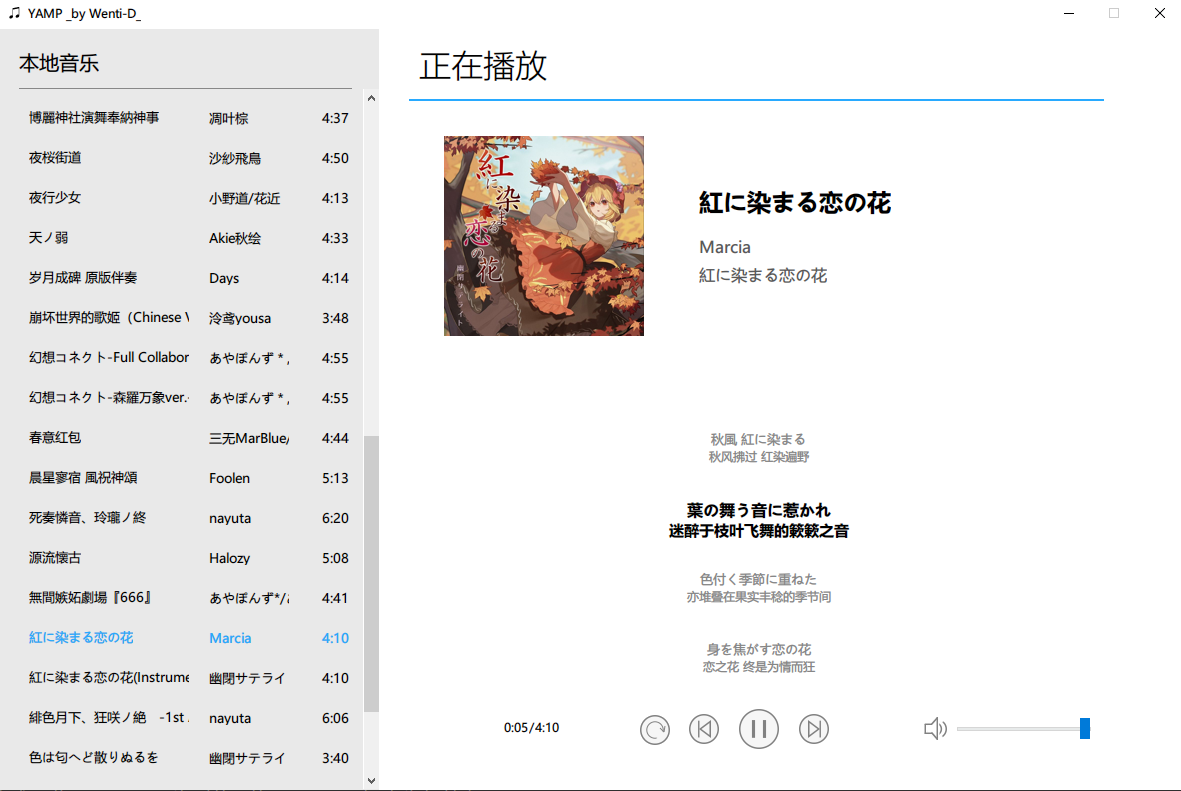 YAMP _by Wenti-D_
本地音乐
博麗神社演舞奉納神事 凋叶棕 4:37
夜桜街道 沙紗飛鳥 4:50
夜行少女 小野道/花近 4:13
天ノ弱 Akie秋绘 4:33
岁月成碑 原版伴奏 Days 4:14
崩坏世界的歌姬（Chinese V 泠鸢yousa 3:48
幻想コネクト-Full Collabor あやぽんず＊, 4:55
幻想コネクト-森羅万象ver.- あやぽんず＊, 4:55
春意红包 三无MarBlue/ 4:44
晨星寥宿 風祝神頌 Foolen 5:13
死奏憐音、玲瓏ノ終 nayuta 6:20
源流懐古 Halozy 5:08
無間嫉妬劇場『666』 あやぽんず*/ 4:41
紅に染まる恋の花 Marcia 4:10
紅に染まる恋の花(Instrume 幽閉サテライ 4:10
緋色月下、狂咲ノ絶　-1st nayuta 6:06
色は匂へど散りぬるを 幽閉サテライ 3:40
正在播放
紅に染まる恋の花
幽閉サテライト
紅に染まる恋の花
Marcia
紅に染まる恋の花
秋風 紅に染まる
秋风拂过 红染遍野
葉の舞う音に惹かれ
迷醉于枝叶飞舞的簌簌之音
色付く季節に重ねた
亦堆叠在果实丰稔的季节间
身を焦がす恋の花
恋之花 终是为情而狂
0:05/4:10